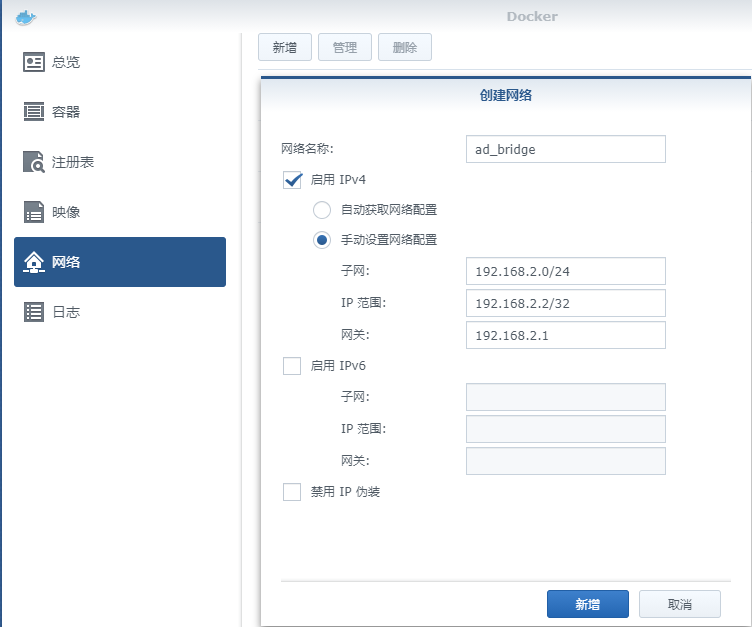 Docker
总览
容器
注册表
映像
网络
日志
新增 管理 删除
创建网络
网络名称: ad_bridge
启用 IPv4
自动获取网络配置
手动设置网络配置
子网: 192.168.2.0/24
IP 范围: 192.168.2.2/32
网关: 192.168.2.1
启用 IPv6
子网:
IP 范围:
网关:
禁用 IP 伪装
新增 取消